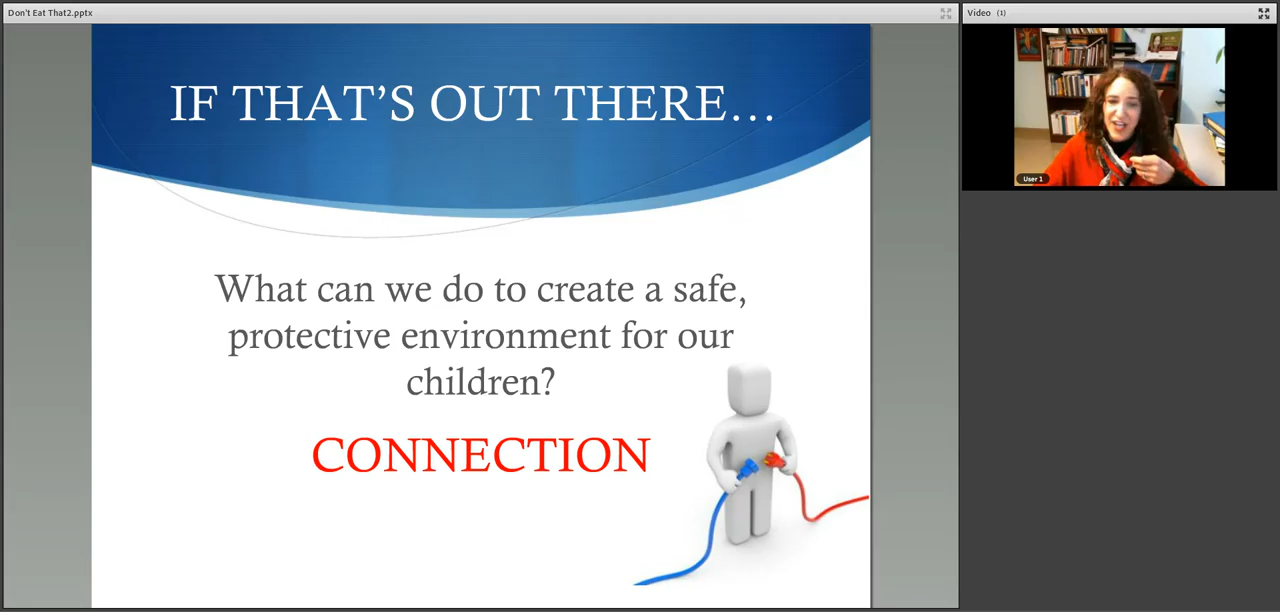 Don't Eat That2.pptx
Video (1)
IF THAT'S OUT THERE…
What can we do to create a safe,
protective environment for our
children?
CONNECTION
User 1